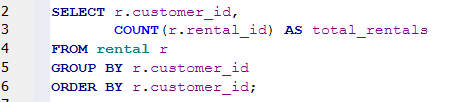 2 SELECT r.customer_id,
3 COUNT(r.rental_id) AS total_rentals
4 FROM rental r
5 GROUP BY r.customer_id
6 ORDER BY r.customer_id;